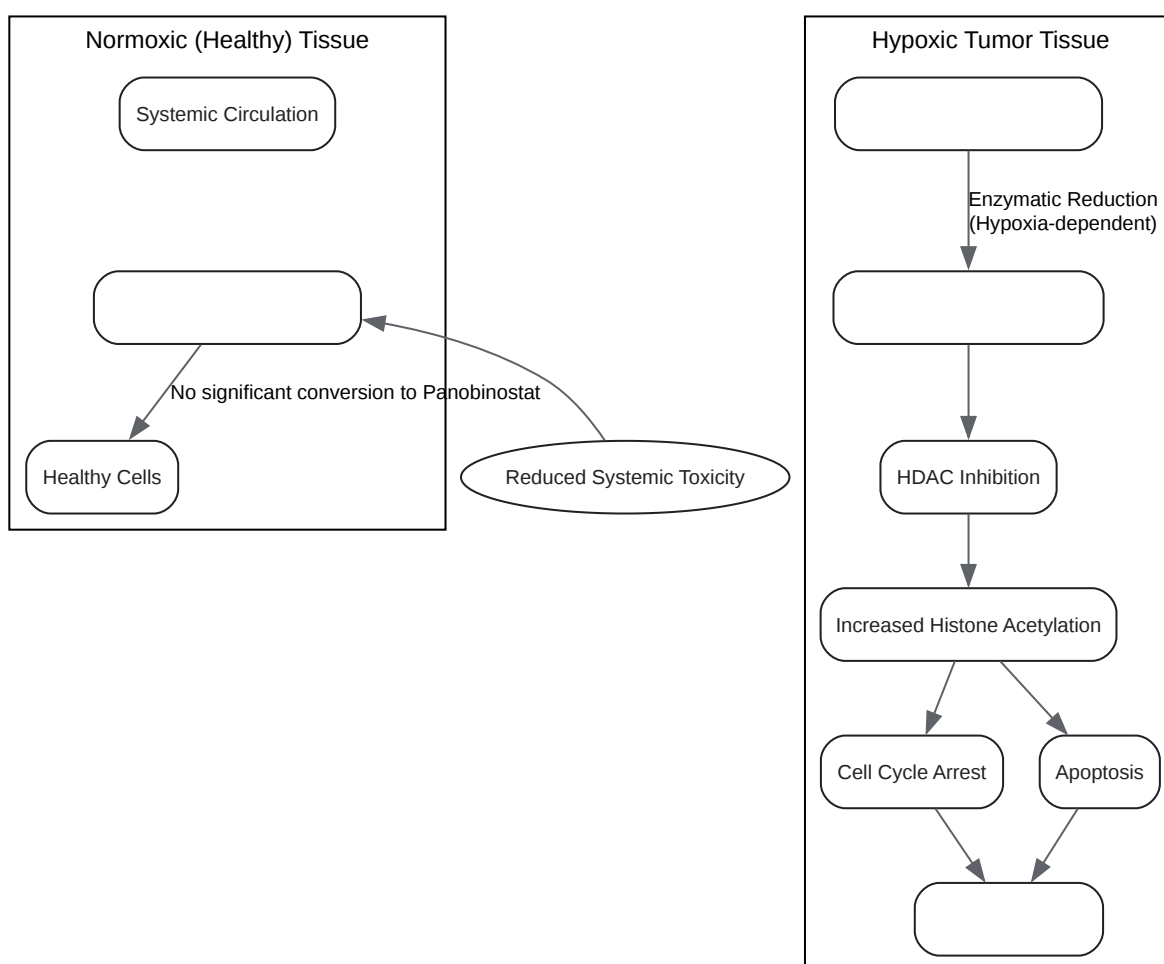 Normoxic (Healthy) Tissue
Systemic Circulation
No significant conversion to Panobinostat
Healthy Cells
Reduced Systemic Toxicity
Hypoxic Tumor Tissue
Enzymatic Reduction
(Hypoxia-dependent)
HDAC Inhibition
Increased Histone Acetylation
Cell Cycle Arrest
Apoptosis